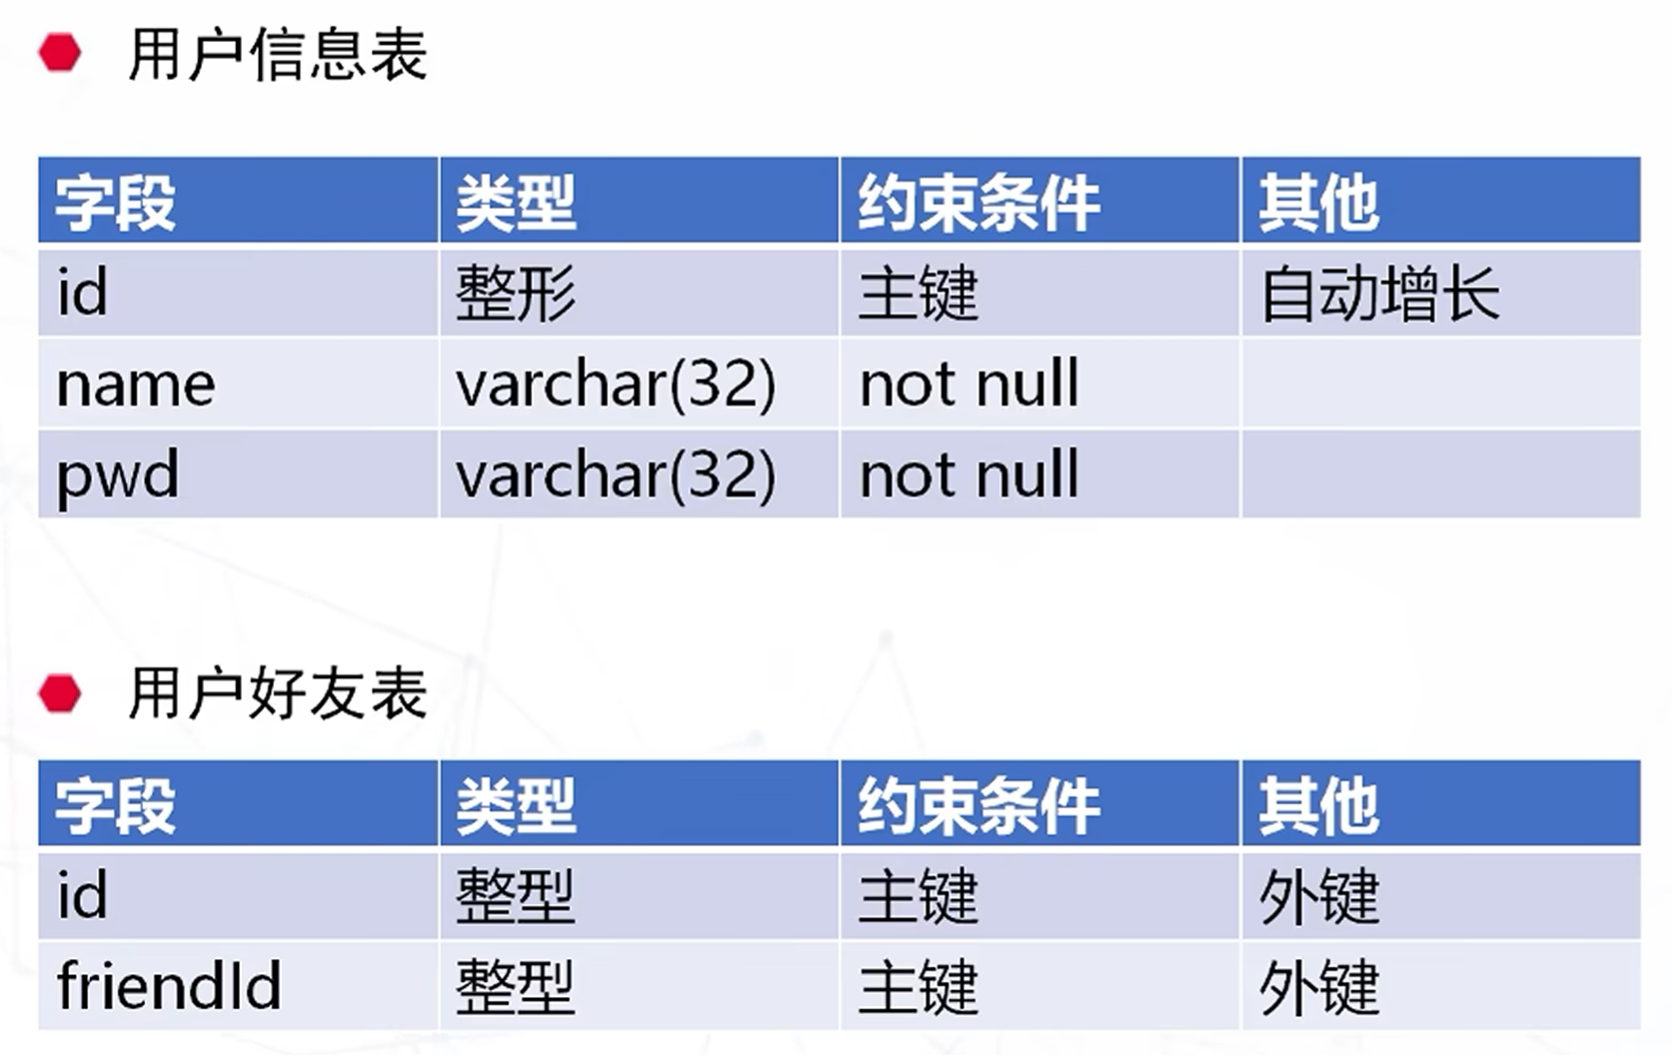 用户信息表
字段 类型 约束条件 其他
id 整形 主键 自动增长
name varchar(32) not null
pwd varchar(32) not null
用户好友表
字段 类型 约束条件 其他
id 整型 主键 外键
friendId 整型 主键 外键